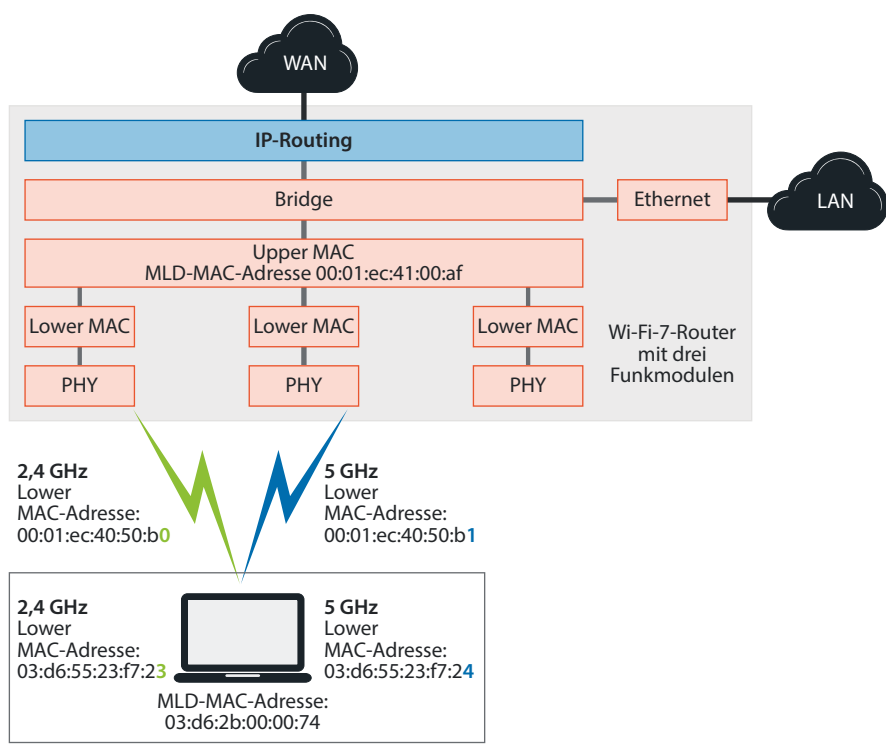 WAN
IP-Routing
Bridge
Ethernet
LAN
Upper MAC
MLD-MAC-Adresse 00:01:ec:41:00:af
Lower MAC
Lower MAC
Lower MAC
PHY
PHY
PHY
Wi-Fi-7-Router
mit drei
Funkmodulen
2,4 GHz
Lower
MAC-Adresse:
00:01:ec:40:50:b0
5 GHz
Lower
MAC-Adresse:
00:01:ec:40:50:b1
2,4 GHz
Lower
MAC-Adresse:
03:d6:55:23:f7:23
5 GHz
Lower
MAC-Adresse:
03:d6:55:23:f7:24
MLD-MAC-Adresse:
03:d6:2b:00:00:74